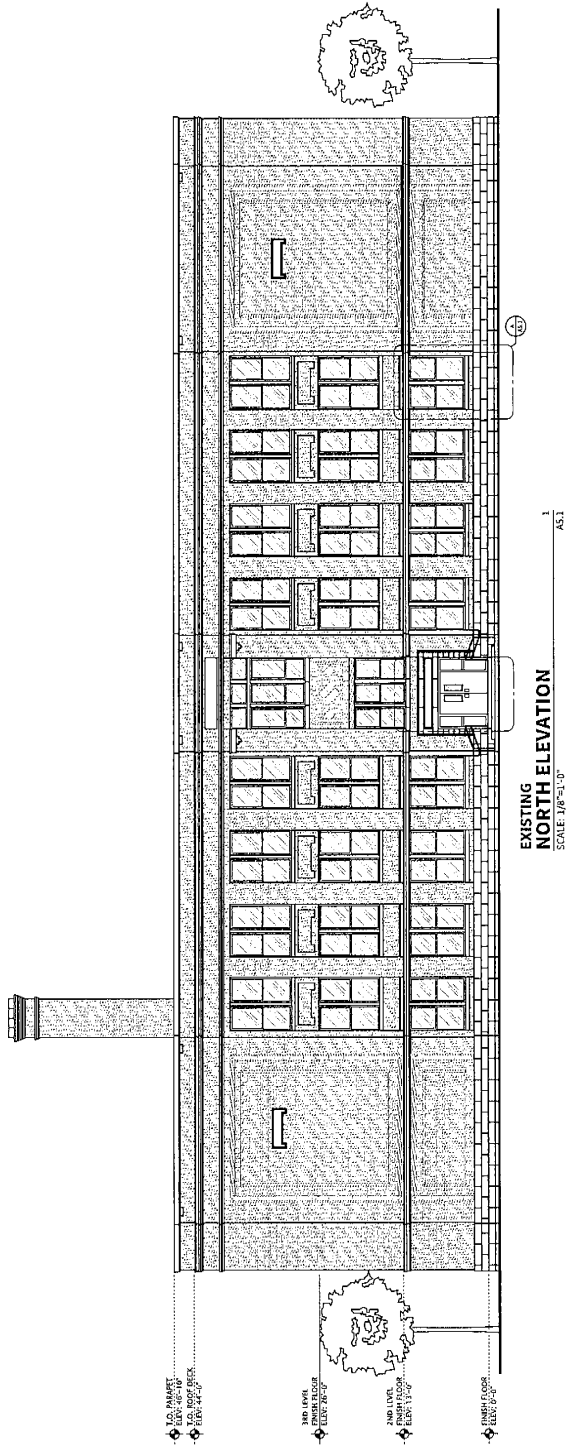 T.O. PARAPET
ELEV: 46'-10"
T.O. ROOF DECK
ELEV: 44'-0"
3RD LEVEL
FINISH FLOOR
ELEV: 26'-0"
2ND LEVEL
FINISH FLOOR
ELEV: 13'-0"
FINISH FLOOR
ELEV: 0'-0"
A
A5.1
EXISTING
NORTH ELEVATION
SCALE: 1/8"=1'-0"
1
A5.1